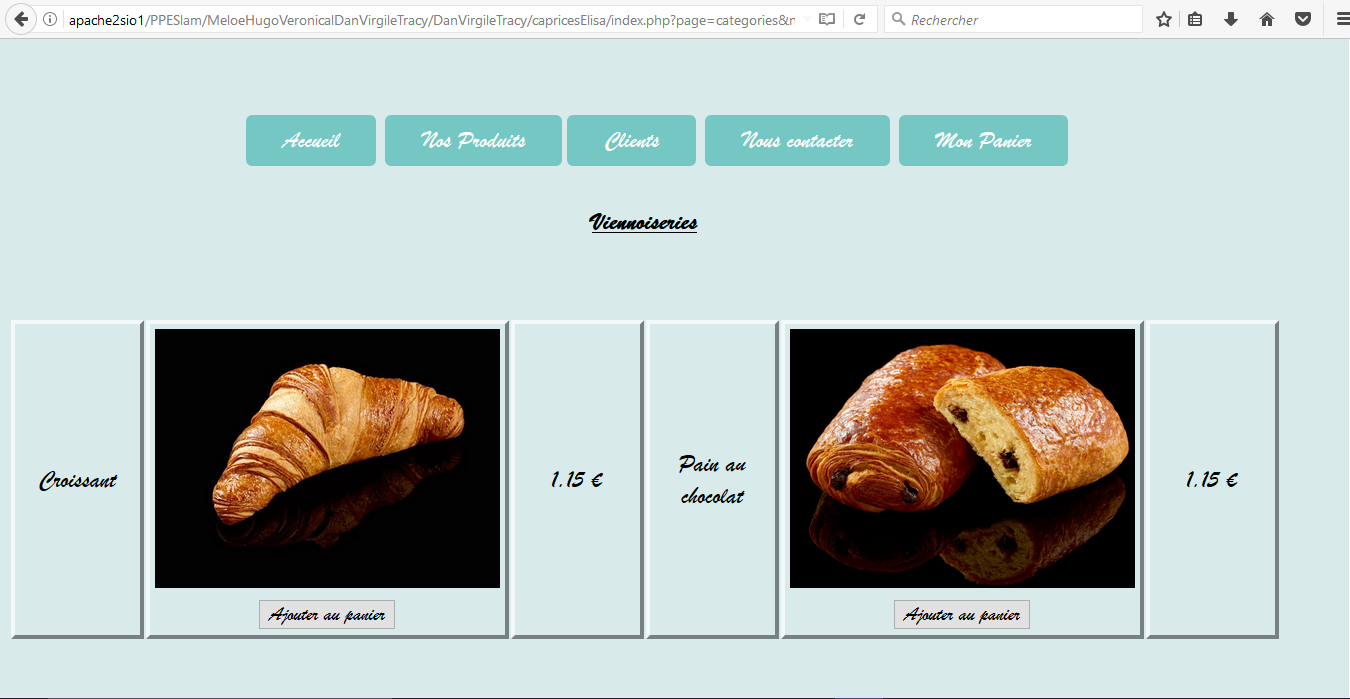 apache2sio1/PPESlam/MeloeHugoVeronicalDanVirgileTracy/DanVirgileTracy/capricesElisa/index.php?page=categories&n
Rechercher
Accueil Nos Produits Clients Nous contacter Mon Panier
Viennoiseries
Croissant
Ajouter au panier
1.15 €
Pain au
chocolat
Ajouter au panier
1.15 €